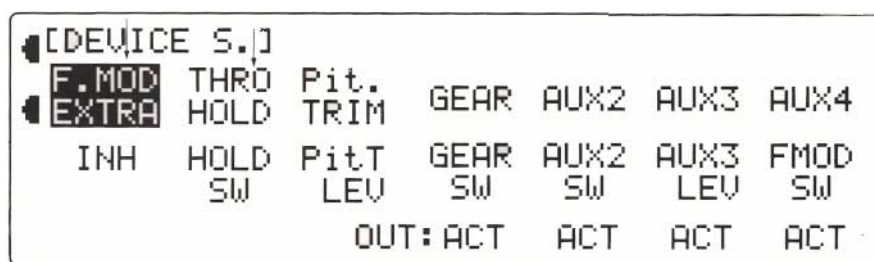 [DEVICE S.]
F.MOD THRO Pit.
EXTRA HOLD TRIM GEAR AUX2 AUX3 AUX4
INH HOLD PitT GEAR AUX2 AUX3 FMOD
SW LEV SW SW LEV SW
OUT: ACT ACT ACT ACT